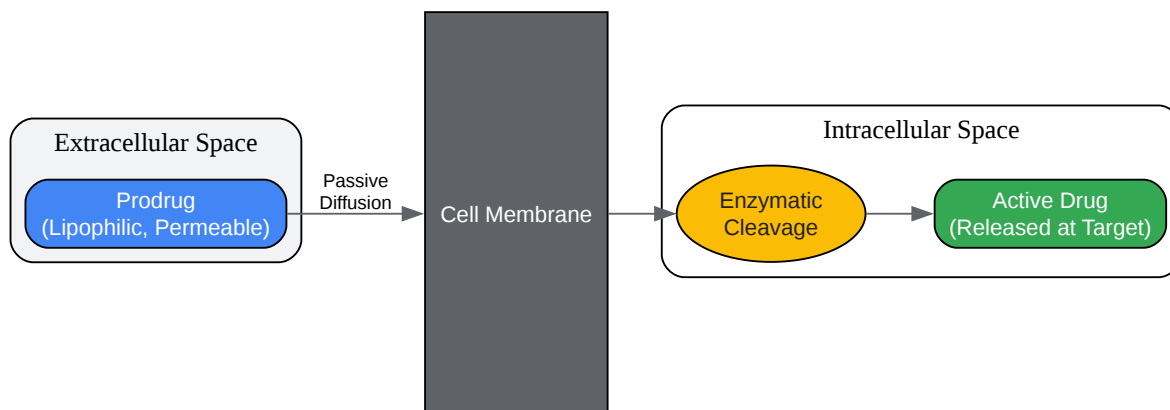 Extracellular Space
Prodrug
(Lipophilic, Permeable)
Passive
Diffusion
Cell Membrane
Intracellular Space
Enzymatic
Cleavage
Active Drug
(Released at Target)